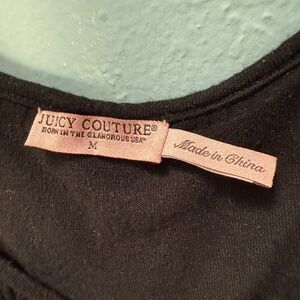 JUICY COUTURE®
BORN IN THE GLAMOROUS USA®
M
Made in China